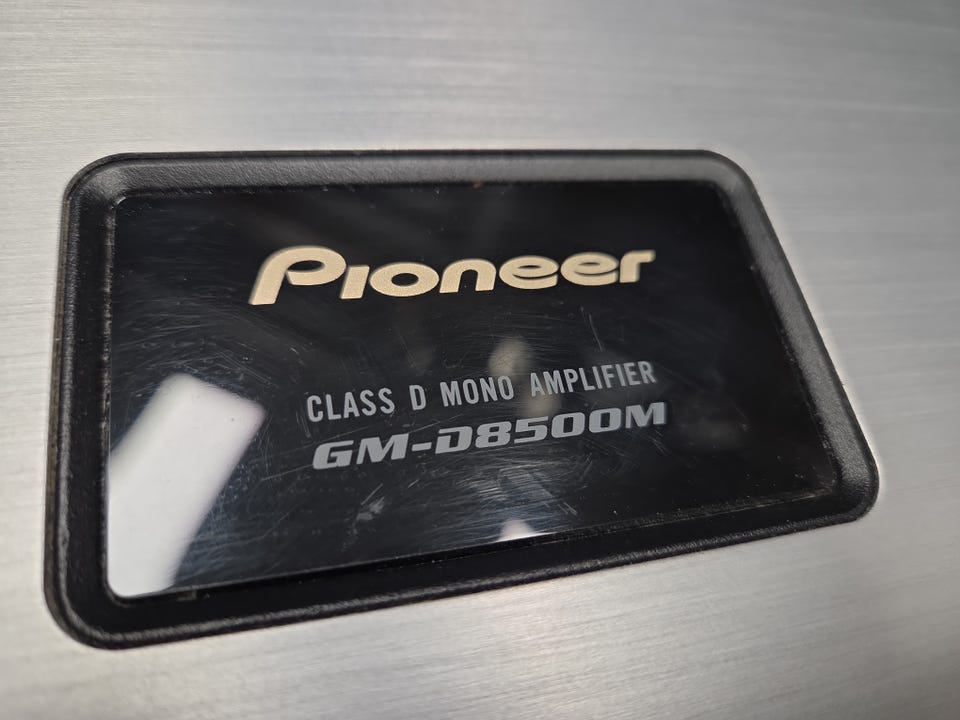 Pioneer
CLASS D MONO AMPLIFIER
GM-D8500M